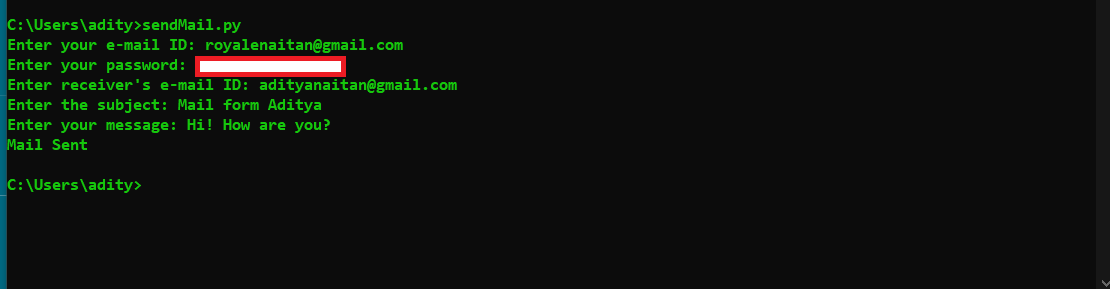 C:\Users\adity>sendMail.py
Enter your e-mail ID: royalenaitan@gmail.com
Enter your password:
Enter receiver's e-mail ID: adityanaitan@gmail.com
Enter the subject: Mail form Aditya
Enter your message: Hi! How are you?
Mail Sent
C:\Users\adity>